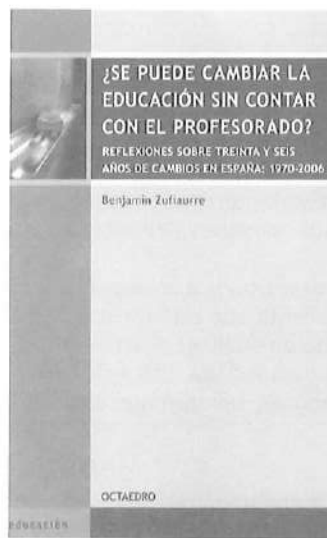 ¿SE PUEDE CAMBIAR LA
EDUCACIÓN SIN CONTAR
CON EL PROFESORADO?
REFLEXIONES SOBRE TREINTA Y SEIS
AÑOS DE CAMBIOS EN ESPAÑA: 1970-2006
Benjamin Zufiaurre
OCTAEDRO
educación